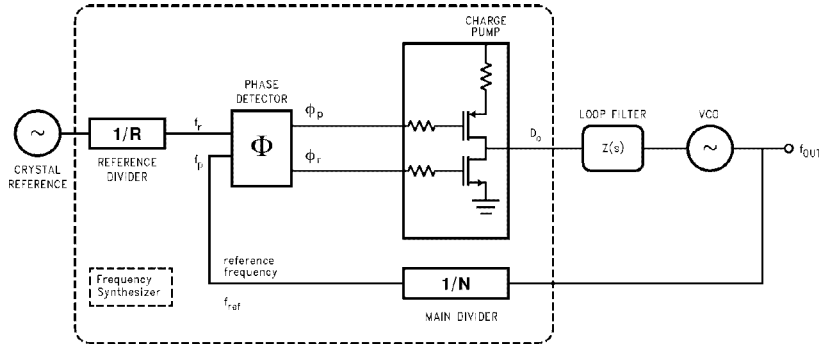 CHARGE
PUMP
PHASE
DETECTOR
LOOP FILTER
VCO
~
1/R
fr
fp
Φ
ϕp
ϕr
Do
Z(s)
~
fOUT
CRYSTAL
REFERENCE
REFERENCE
DIVIDER
reference
frequency
fref
1/N
MAIN DIVIDER
Frequency
Synthesizer